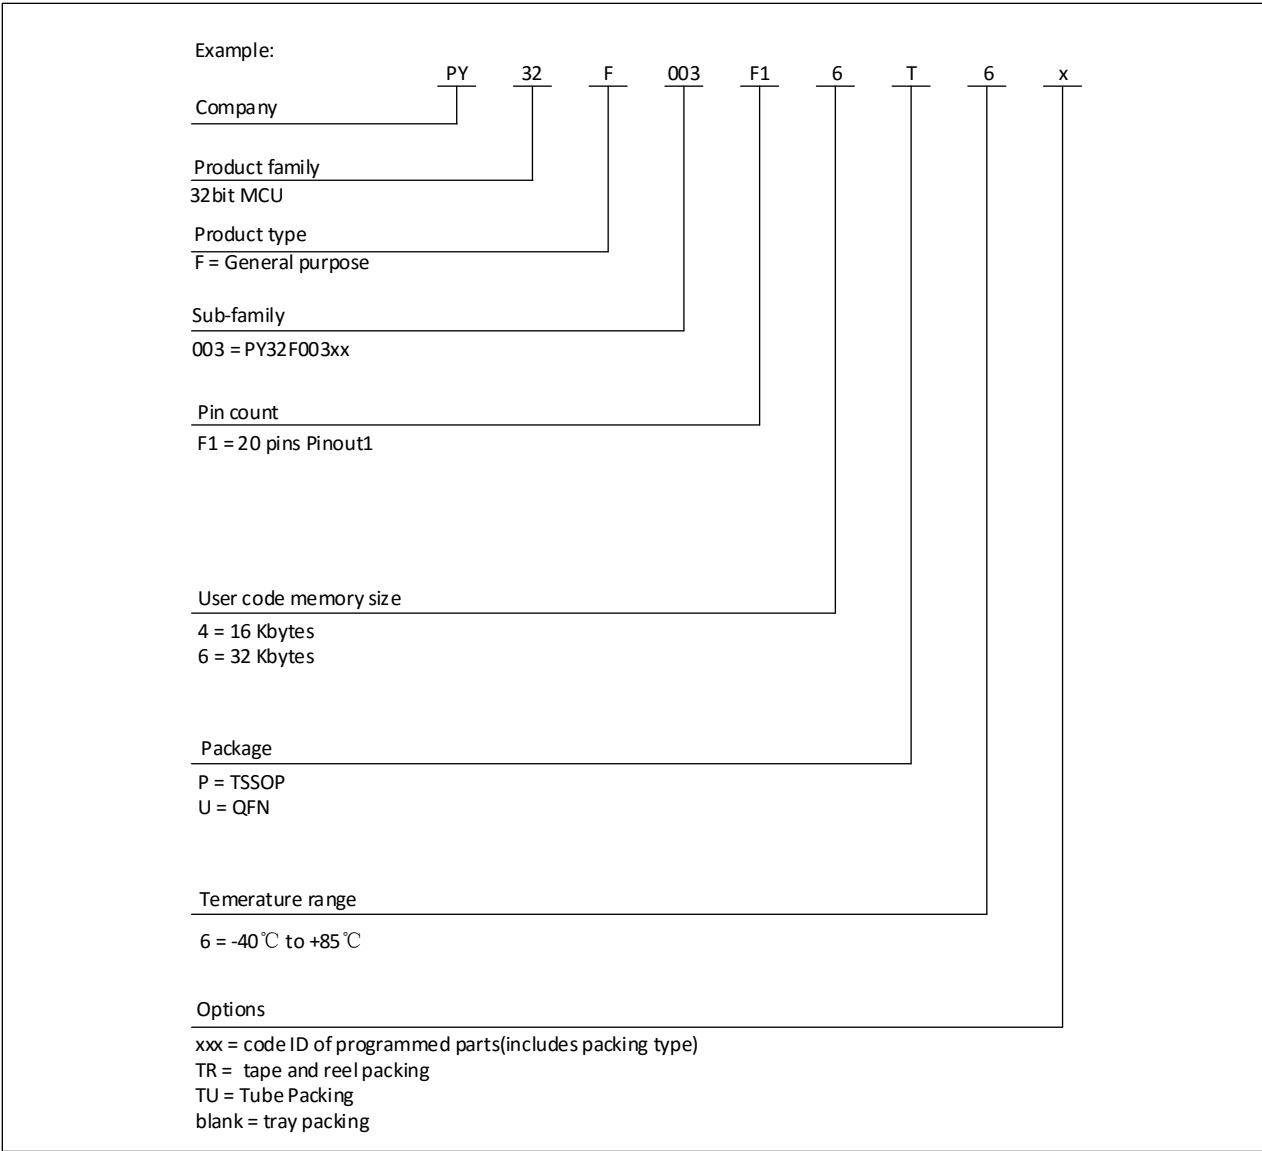 Example:
PY 32 F 003 F1 6 T 6 x
Company
Product family
32bit MCU
Product type
F = General purpose
Sub-family
003 = PY32F003xx
Pin count
F1 = 20 pins Pinout1
User code memory size
4 = 16 Kbytes
6 = 32 Kbytes
Package
P = TSSOP
U = QFN
Temerature range
6 = -40℃ to +85℃
Options
xxx = code ID of programmed parts(includes packing type)
TR = tape and reel packing
TU = Tube Packing
blank = tray packing